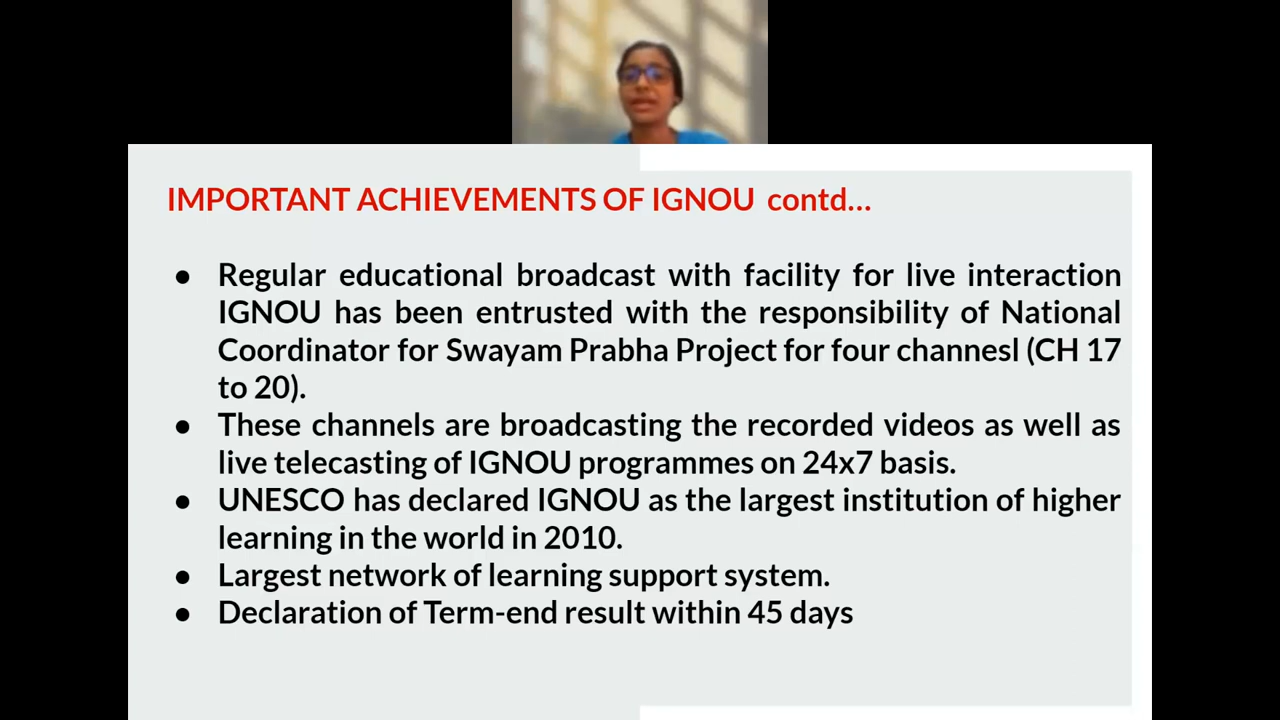 IMPORTANT ACHIEVEMENTS OF IGNOU contd...
● Regular educational broadcast with facility for live interaction
IGNOU has been entrusted with the responsibility of National
Coordinator for Swayam Prabha Project for four channesl (CH 17
to 20).
● These channels are broadcasting the recorded videos as well as
live telecasting of IGNOU programmes on 24x7 basis.
● UNESCO has declared IGNOU as the largest institution of higher
learning in the world in 2010.
● Largest network of learning support system.
● Declaration of Term-end result within 45 days